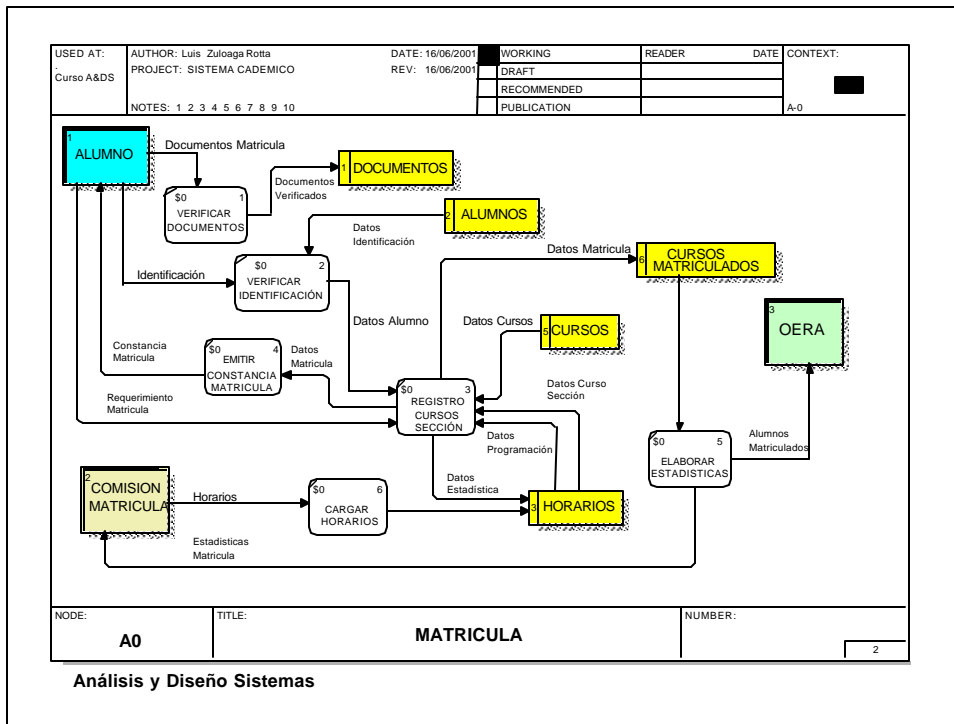 USED AT:
.
Curso A&DS
AUTHOR: Luis Zuloaga Rotta
PROJECT: SISTEMA CADEMICO
NOTES: 1 2 3 4 5 6 7 8 9 10
DATE: 16/06/2001
REV: 16/06/2001
WORKING
DRAFT
RECOMMENDED
PUBLICATION
READER
DATE
CONTEXT:
A-0
1
ALUMNO
Documentos Matricula
$0
1
VERIFICAR
DOCUMENTOS
Documentos
Verificados
1
DOCUMENTOS
2
ALUMNOS
Datos
Identificación
Identificación
$0
2
VERIFICAR
IDENTIFICACIÓN
Datos Matricula
6
CURSOS
MATRICULADOS
3
OERA
Datos Alumno
Datos Cursos
5
CURSOS
Constancia
Matricula
$0
4
EMITIR
CONSTANCIA
MATRICULA
Datos
Matricula
Requerimiento
Matricula
$0
3
REGISTRO
CURSOS
SECCIÓN
Datos Curso
Sección
Datos
Programación
$0
5
ELABORAR
ESTADISTICAS
Alumnos
Matriculados
2
COMISION
MATRICULA
Horarios
$0
6
CARGAR
HORARIOS
Datos
Estadística
3
HORARIOS
Estadisticas
Matricula
NODE:
A0
TITLE:
MATRICULA
NUMBER:
2
Análisis y Diseño Sistemas